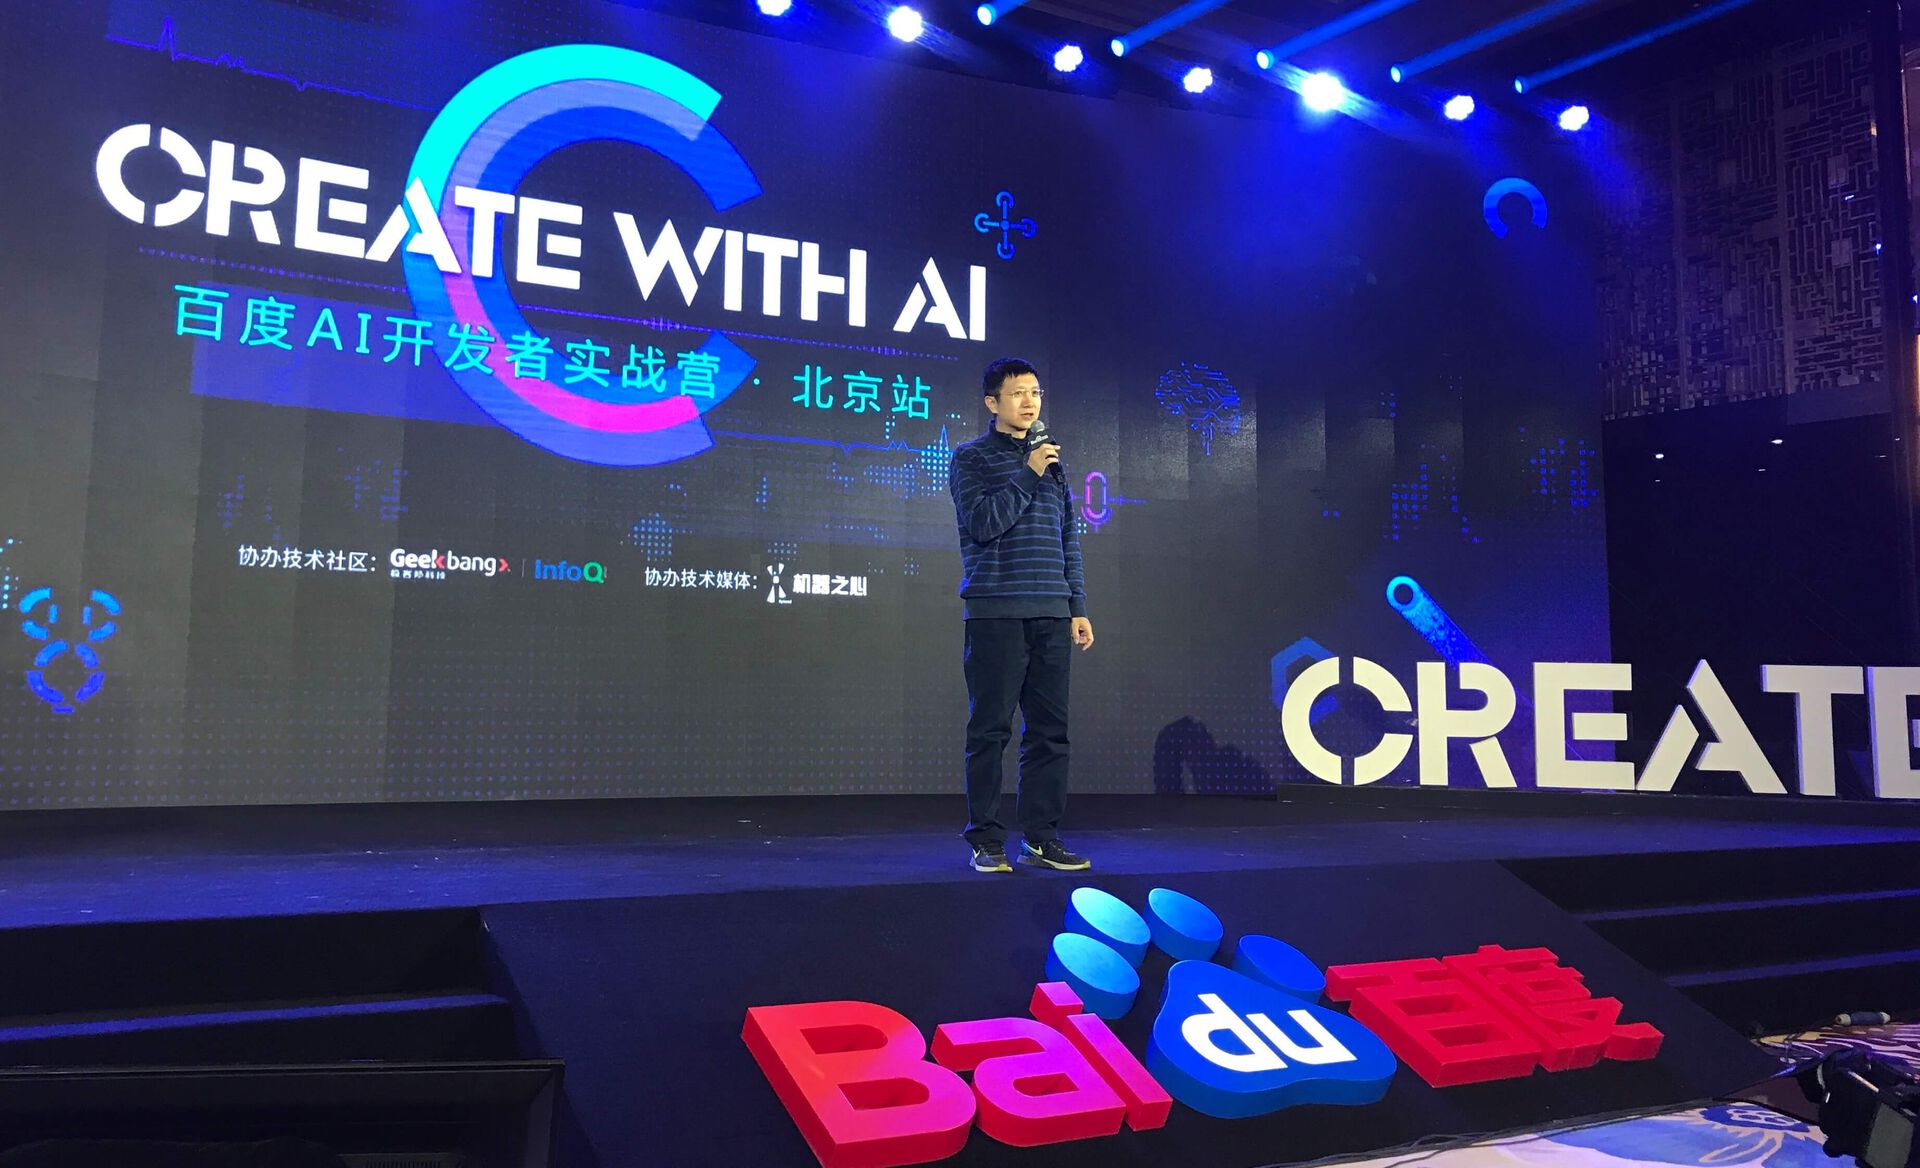 CREATE WITH AI
百度AI开发者实战营 · 北京站
协办技术社区: Geekbang> | InfoQ
极客邦科技
协办技术媒体: 机器之心
CREATE
Bai du 百度